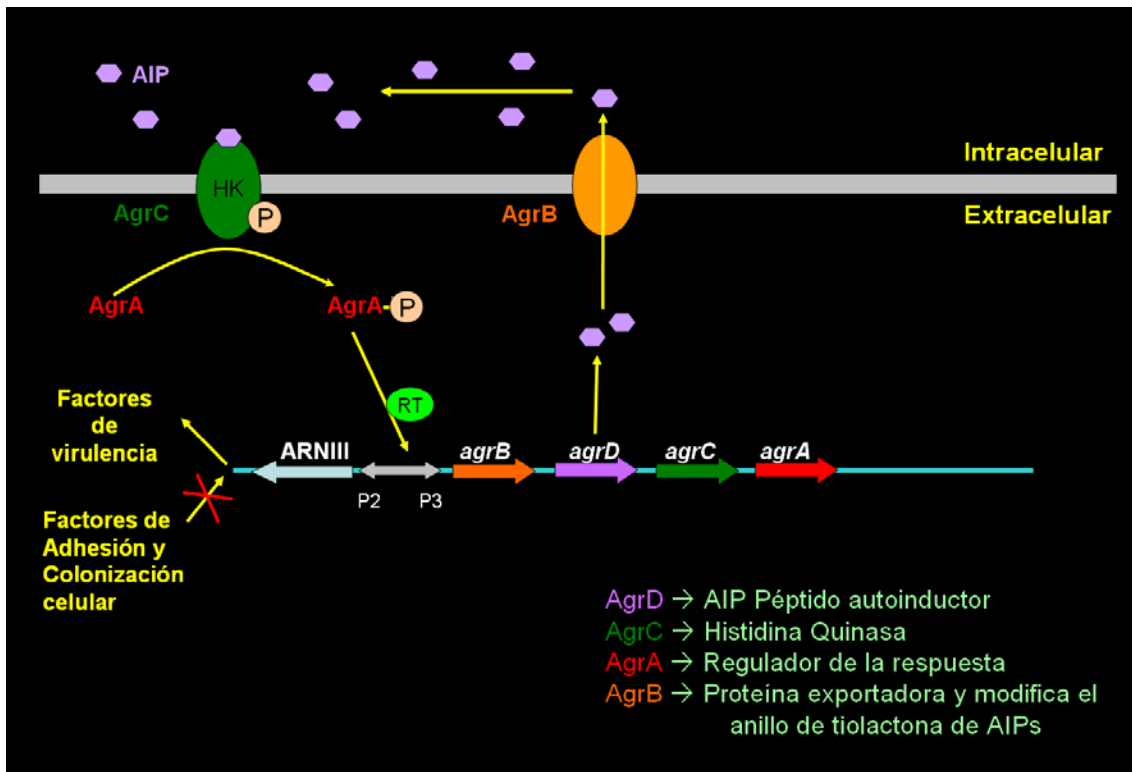 AIP
Intracelular
HK
AgrC
P
AgrB
Extracelular
AgrA
AgrA-P
RT
Factores
de
virulencia
ARNIII
agrB
agrD
agrC
agrA
P2
P3
Factores de
Adhesión y
Colonización
celular
AgrD → AIP Péptido autoinductor
AgrC → Histidina Quinasa
AgrA → Regulador de la respuesta
AgrB → Proteína exportadora y modifica el
anillo de tiolactona de AIPs